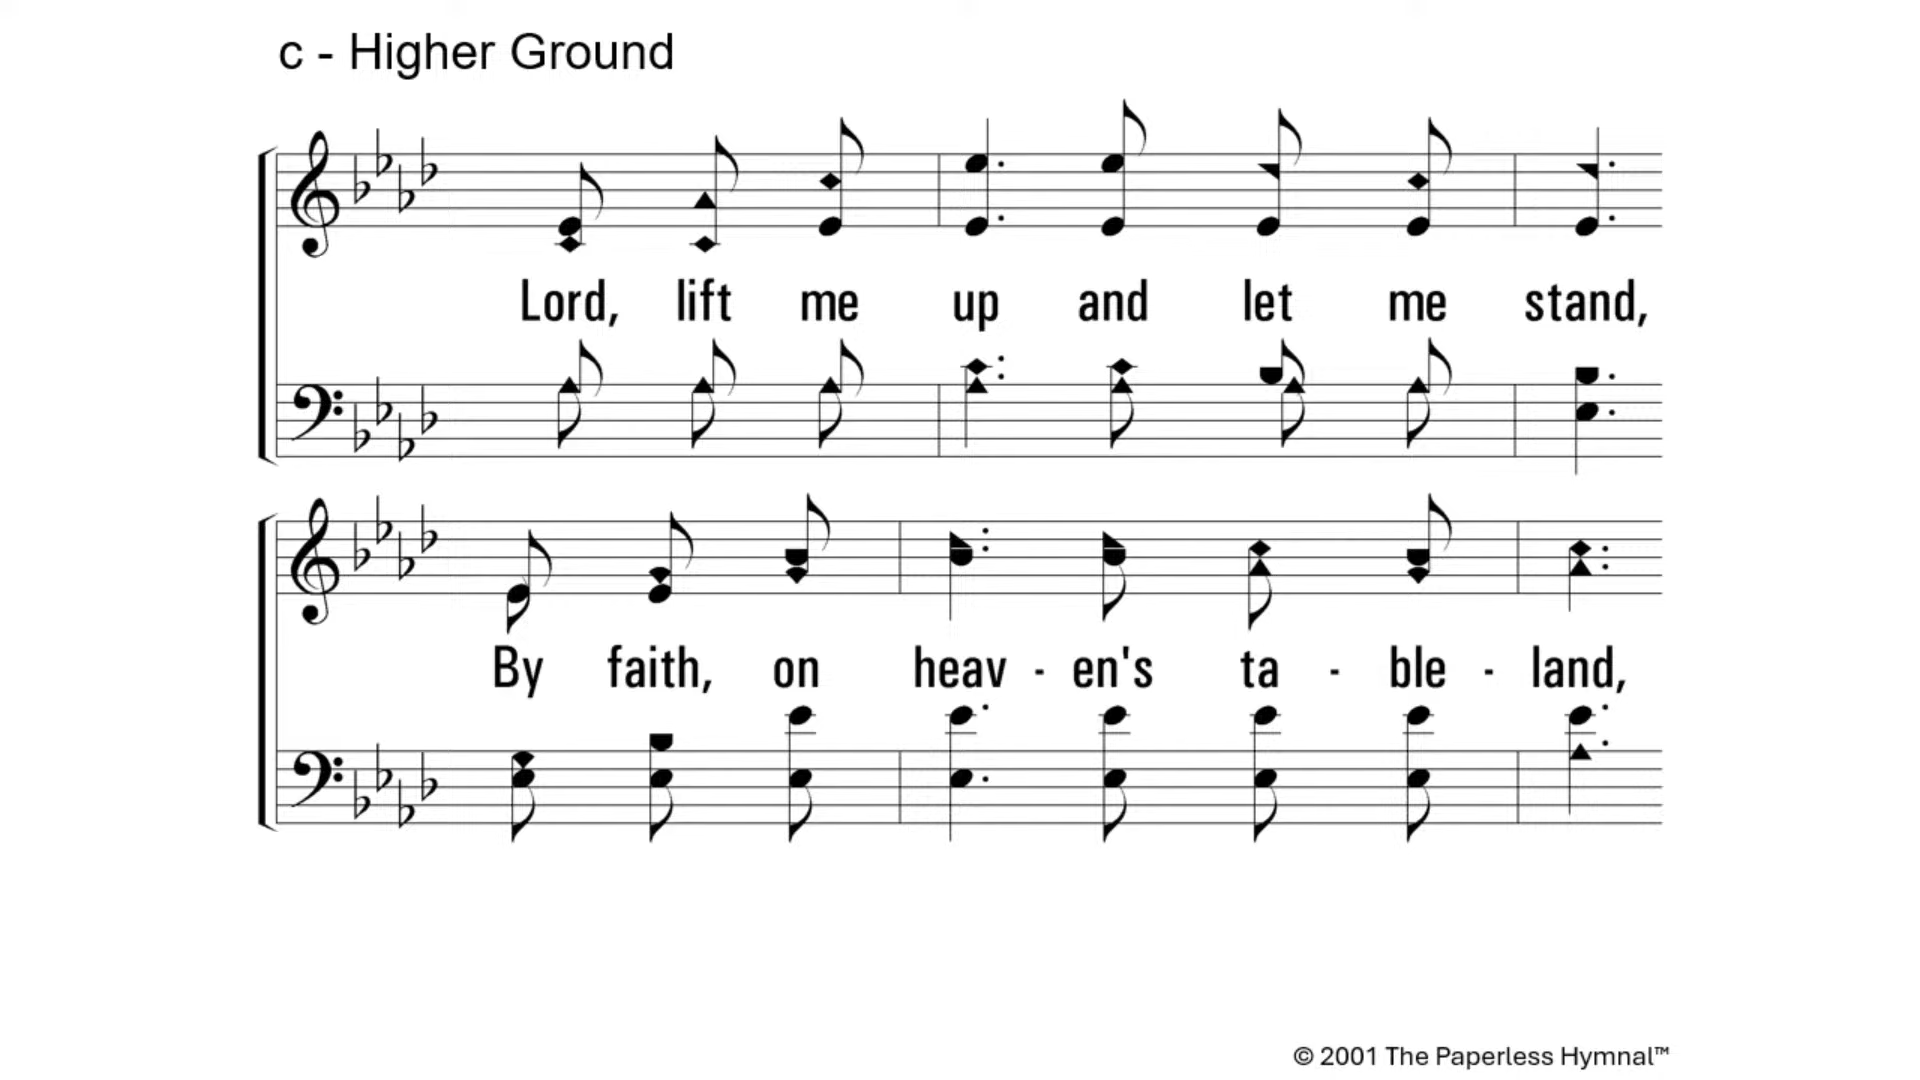 c - Higher Ground
Lord, lift me up and let me stand,
By faith, on heav - en's ta - ble - land,
© 2001 The Paperless Hymnal™